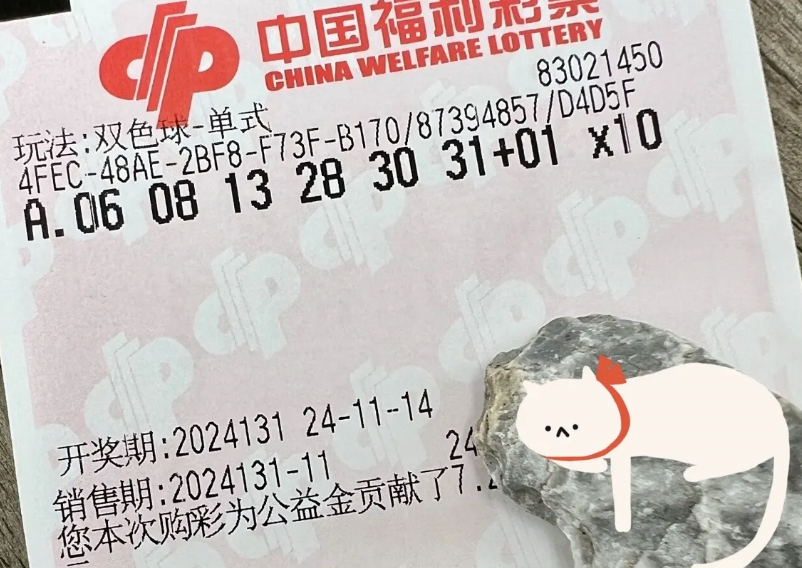 中国福利彩票
CHINA WELFARE LOTTERY
83021450
玩法:双色球-单式
4FEC-48AE-2BF8-F73F-B170/87394857/D4D5F
A.06 08 13 28 30 31+01 x10
开奖期:2024131 24-11-14
销售期:2024131-11 24
您本次购彩为公益金贡献了7.2